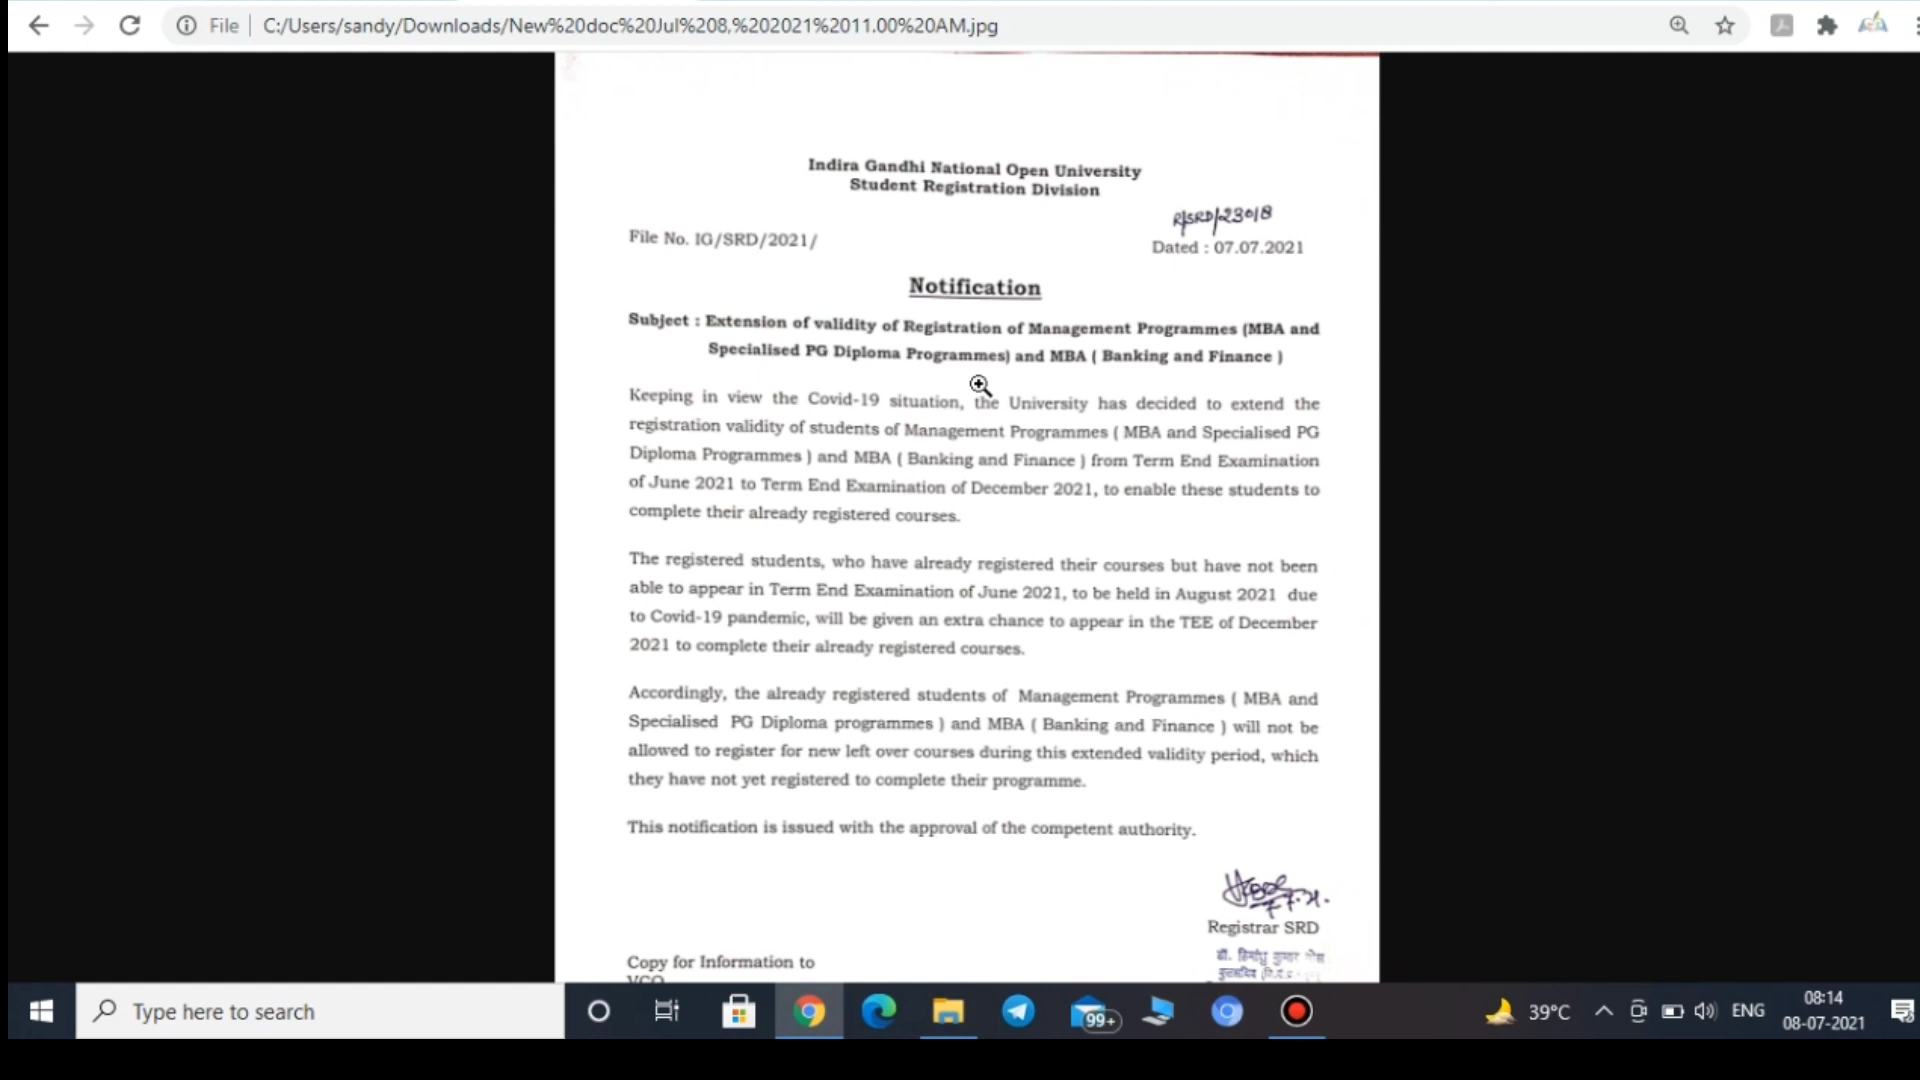 File C:/Users/sandy/Downloads/New%20doc%20Jul%208,%202021%2011.00%20AM.jpg
Indira Gandhi National Open University
Student Registration Division
R/SRD/23018
File No. IG/SRD/2021/
Dated : 07.07.2021
Notification
Subject : Extension of validity of Registration of Management Programmes (MBA and
Specialised PG Diploma Programmes) and MBA ( Banking and Finance )
Keeping in view the Covid-19 situation, the University has decided to extend the
registration validity of students of Management Programmes ( MBA and Specialised PG
Diploma Programmes ) and MBA ( Banking and Finance ) from Term End Examination
of June 2021 to Term End Examination of December 2021, to enable these students to
complete their already registered courses.
The registered students, who have already registered their courses but have not been
able to appear in Term End Examination of June 2021, to be held in August 2021 due
to Covid-19 pandemic, will be given an extra chance to appear in the TEE of December
2021 to complete their already registered courses.
Accordingly, the already registered students of Management Programmes ( MBA and
Specialised PG Diploma programmes ) and MBA ( Banking and Finance ) will not be
allowed to register for new left over courses during this extended validity period, which
they have not yet registered to complete their programme.
This notification is issued with the approval of the competent authority.
Registrar SRD
Copy for Information to
VCO
Type here to search
99+
39°C
ENG
08:14
08-07-2021